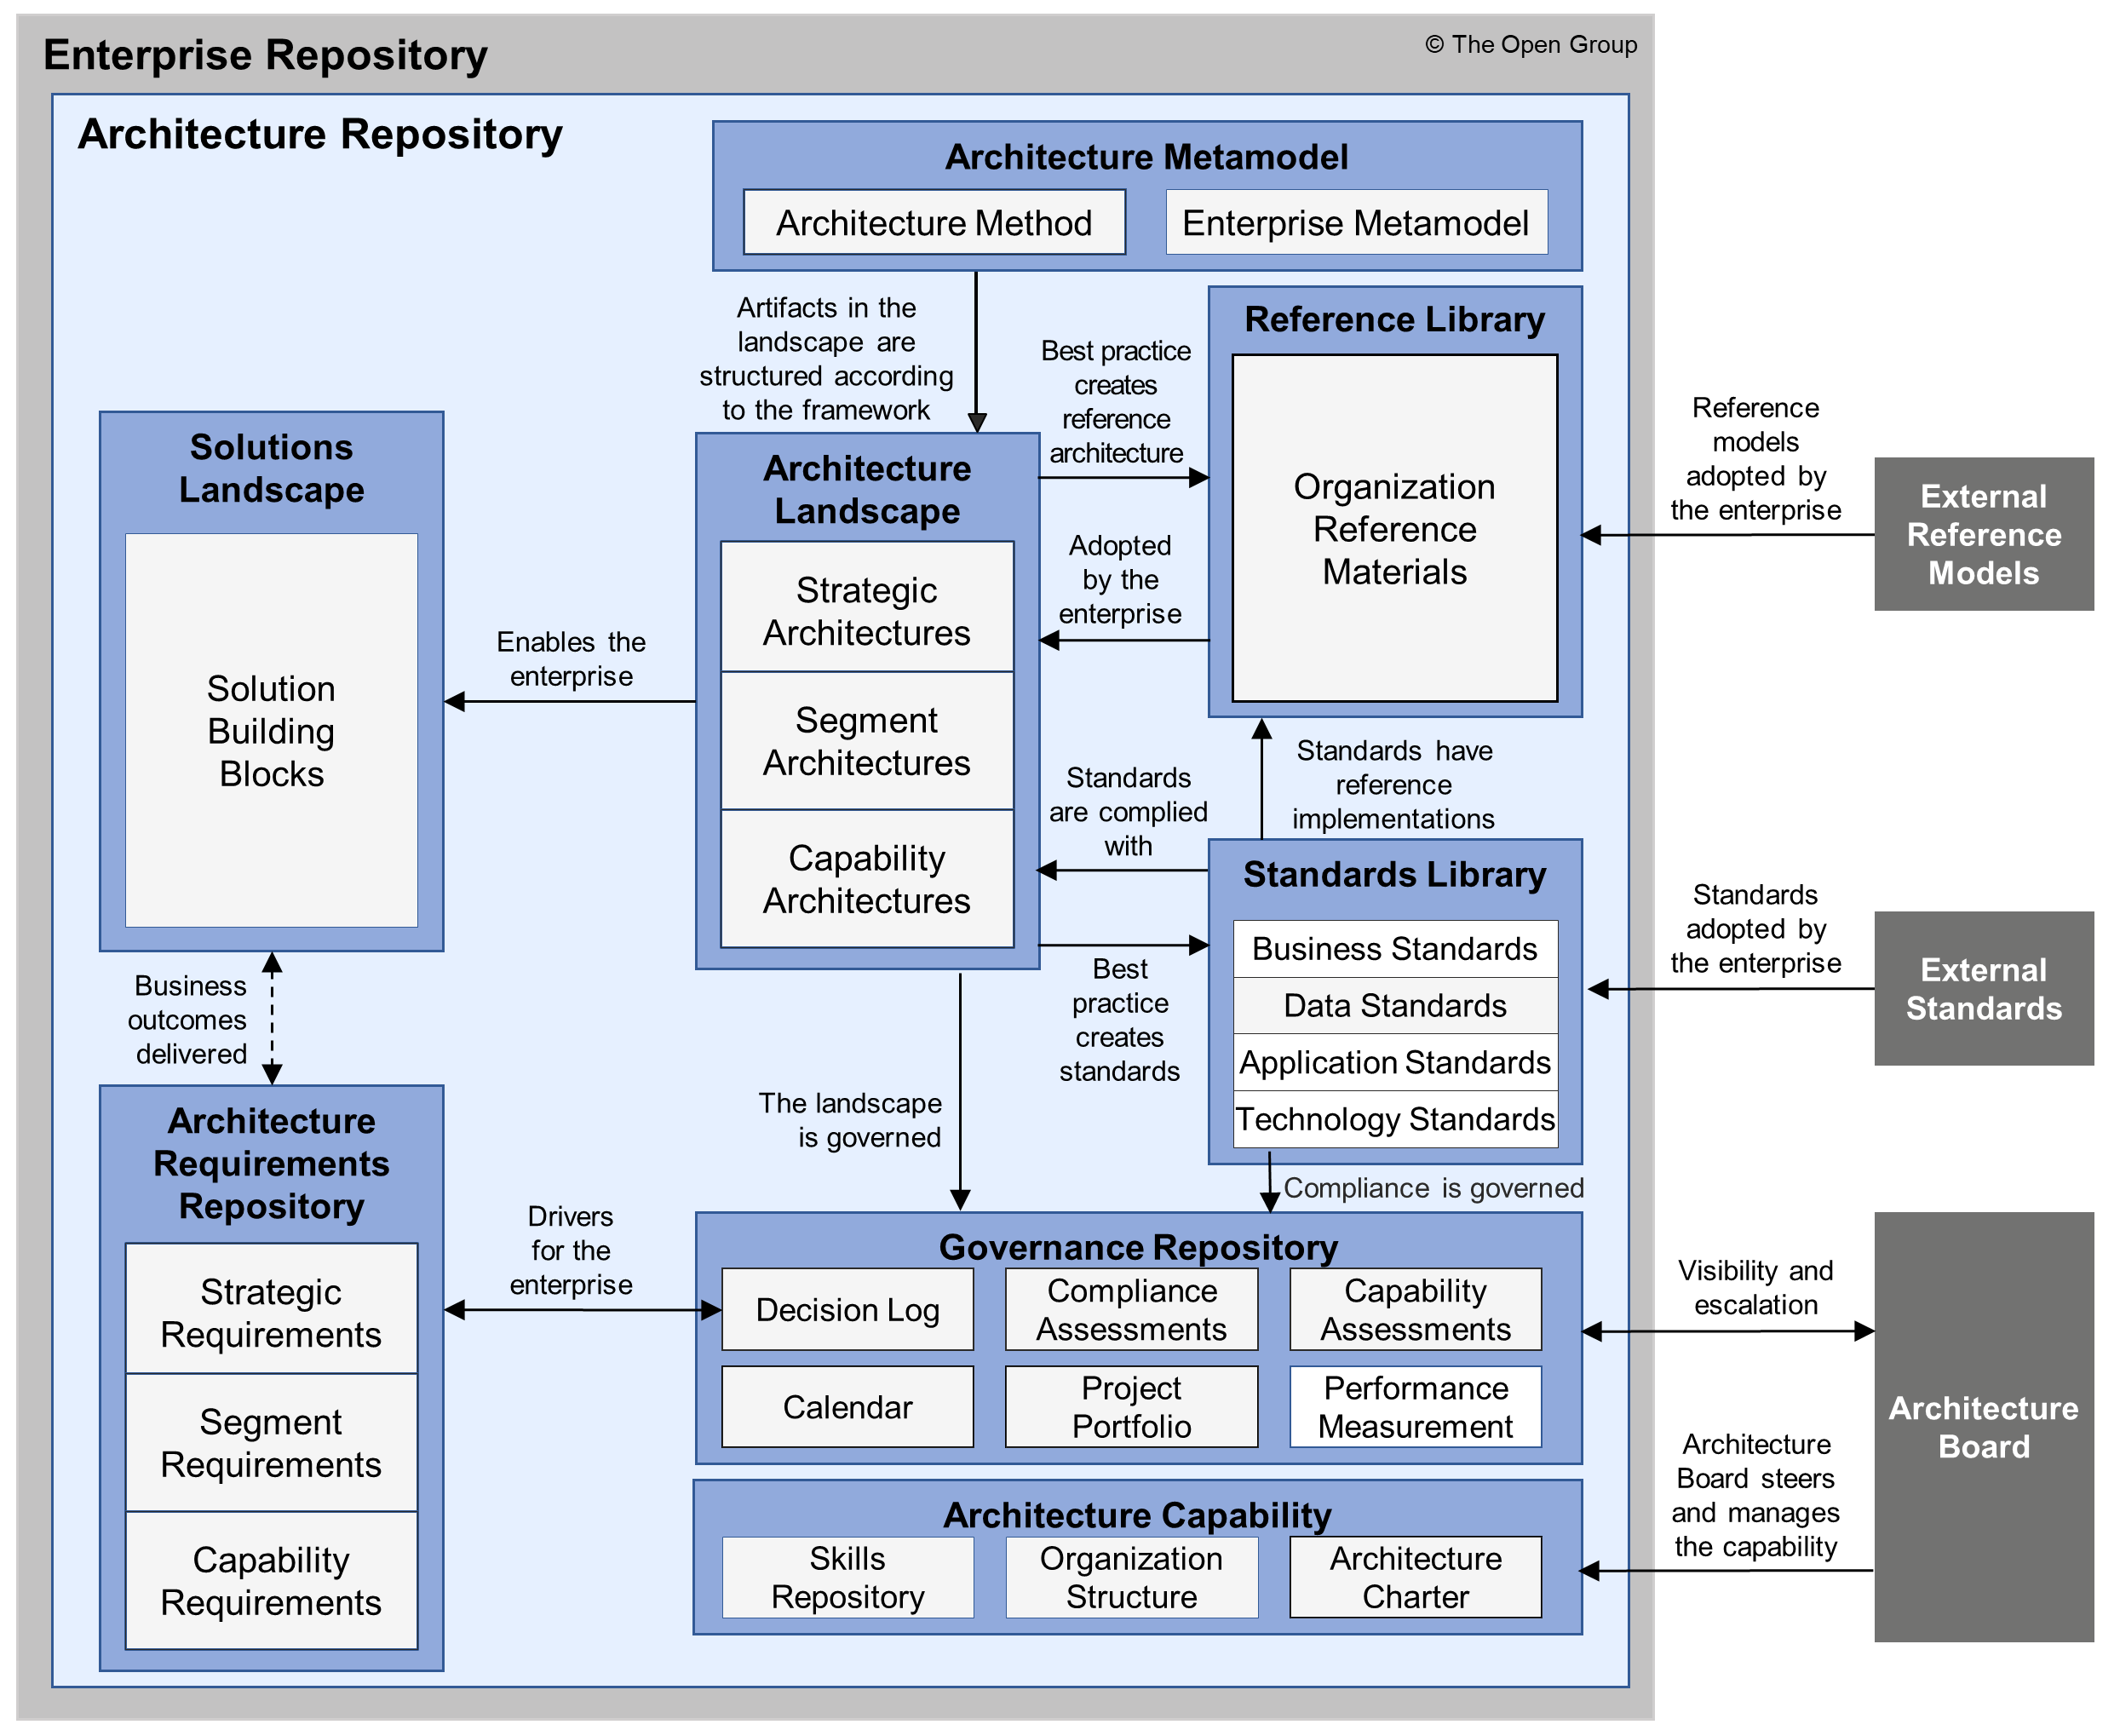 Enterprise Repository
© The Open Group
Architecture Repository
Architecture Metamodel
Architecture Method
Enterprise Metamodel
Artifacts in the
landscape are
structured according
to the framework
Best practice
creates
reference
architecture
Reference Library
Organization
Reference
Materials
Reference
models
adopted by
the enterprise
External
Reference
Models
Solutions
Landscape
Solution
Building
Blocks
Enables the
enterprise
Architecture
Landscape
Strategic
Architectures
Segment
Architectures
Capability
Architectures
Adopted
by the
enterprise
Standards have
reference
implementations
Standards
are complied
with
Standards Library
Business Standards
Data Standards
Application Standards
Technology Standards
Standards
adopted by
the enterprise
External
Standards
Best
practice
creates
standards
Business
outcomes
delivered
The landscape
is governed
Compliance is governed
Architecture
Requirements
Repository
Strategic
Requirements
Segment
Requirements
Capability
Requirements
Drivers
for the
enterprise
Governance Repository
Decision Log
Compliance
Assessments
Capability
Assessments
Calendar
Project
Portfolio
Performance
Measurement
Visibility and
escalation
Architecture
Board
Architecture
Board steers
and manages
the capability
Architecture Capability
Skills
Repository
Organization
Structure
Architecture
Charter